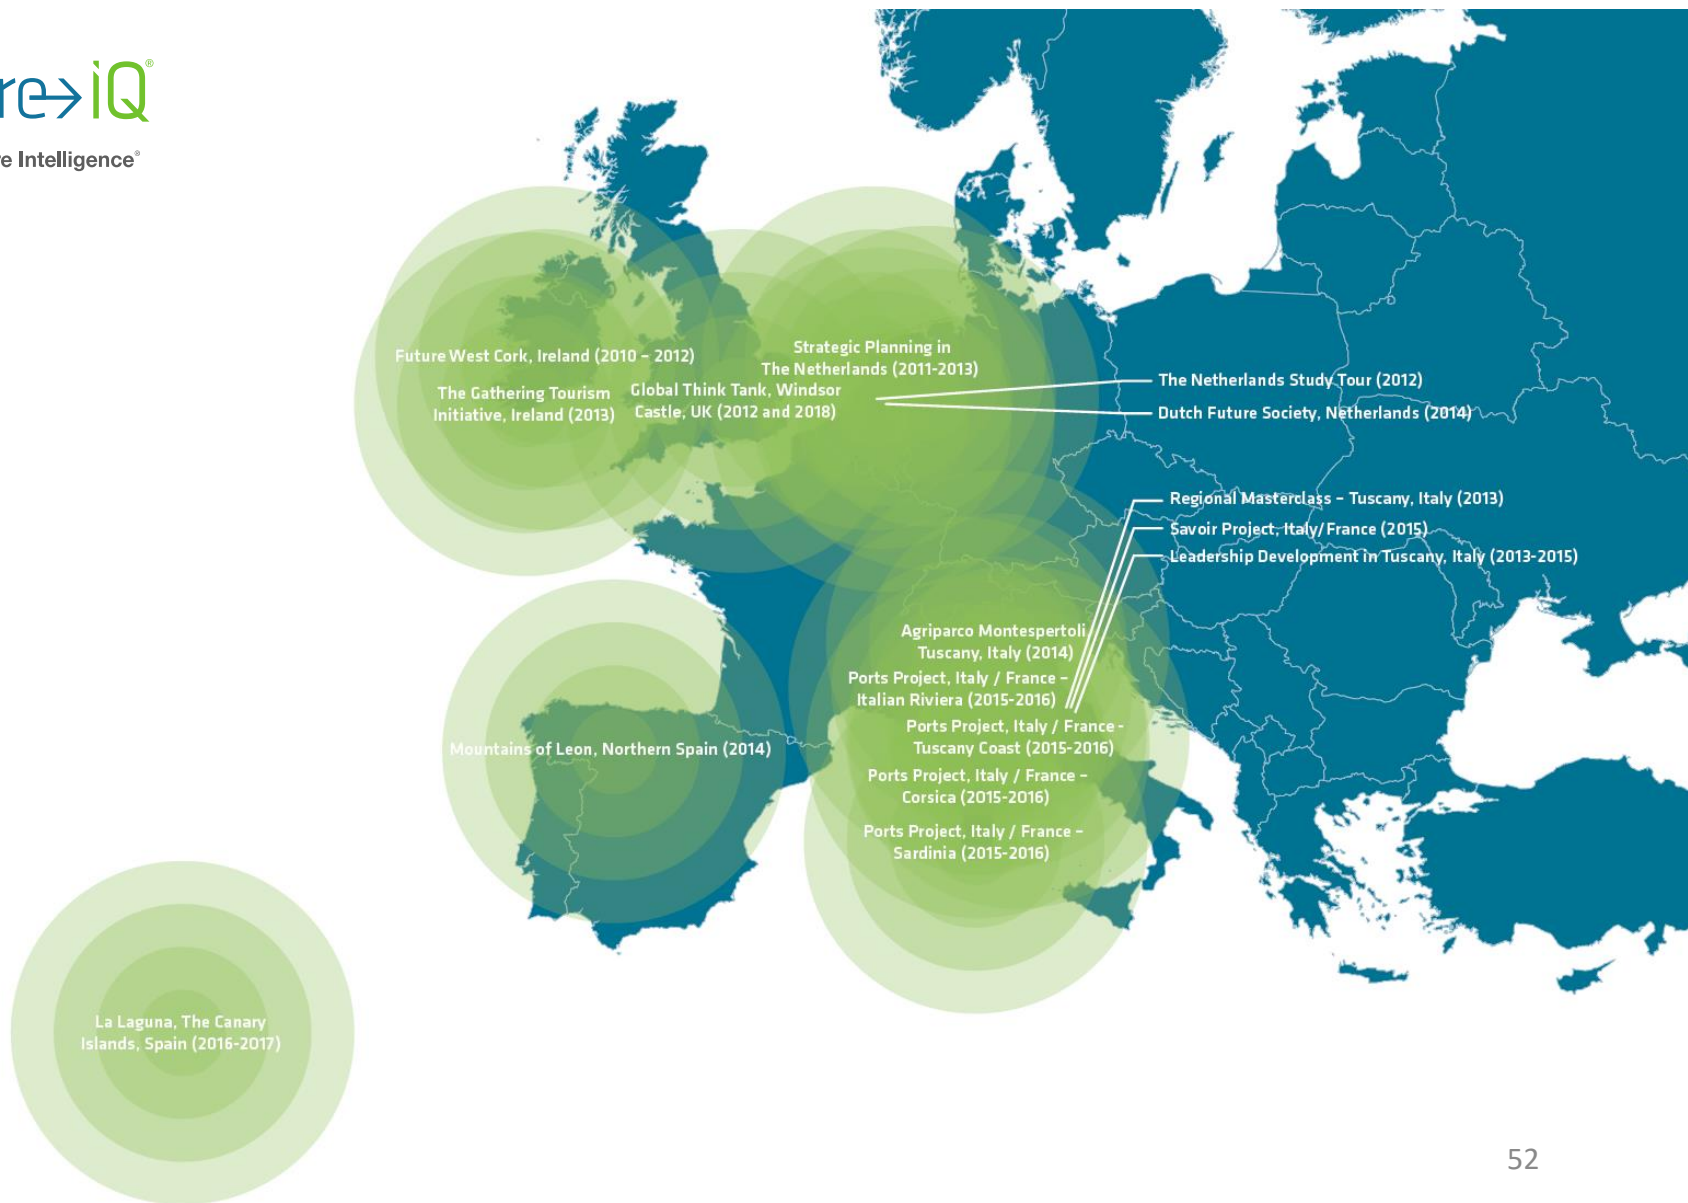 re→iQ®
re Intelligence®
Future West Cork, Ireland (2010 – 2012)
The Gathering Tourism
Initiative, Ireland (2013)
Global Think Tank, Windsor
Castle, UK (2012 and 2018)
Strategic Planning in
The Netherlands (2011-2013)
The Netherlands Study Tour (2012)
Dutch Future Society, Netherlands (2014)
Regional Masterclass – Tuscany, Italy (2013)
Savoir Project, Italy/France (2015)
Leadership Development in Tuscany, Italy (2013-2015)
Agriparco Montespertoli,
Tuscany, Italy (2014)
Ports Project, Italy / France –
Italian Riviera (2015-2016)
Ports Project, Italy / France -
Tuscany Coast (2015-2016)
Ports Project, Italy / France –
Corsica (2015-2016)
Ports Project, Italy / France –
Sardinia (2015-2016)
Mountains of Leon, Northern Spain (2014)
La Laguna, The Canary
Islands, Spain (2016-2017)
52